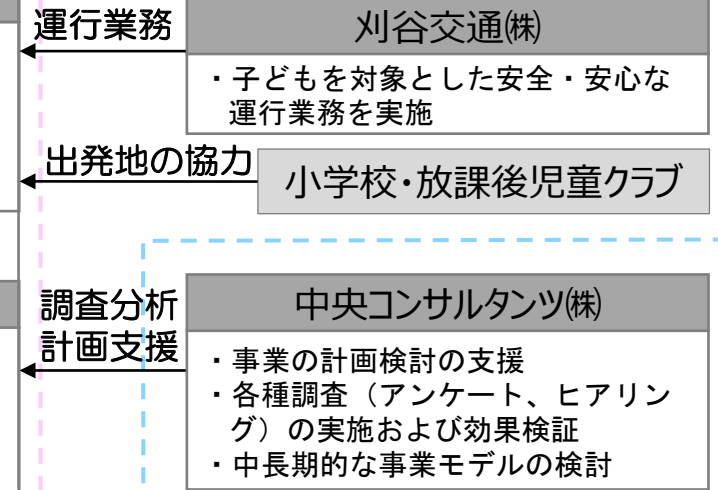 運行業務
刈谷交通㈱
・子どもを対象とした安全・安心な
運行業務を実施
出発地の協力
小学校・放課後児童クラブ
調査分析
計画支援
中央コンサルタンツ㈱
・事業の計画検討の支援
・各種調査（アンケート、ヒアリン
グ）の実施および効果検証
・中長期的な事業モデルの検討